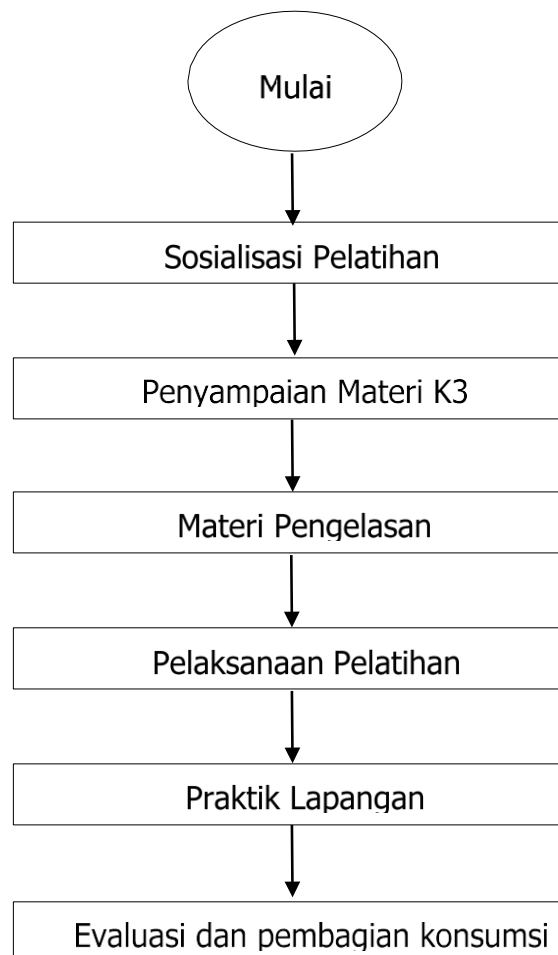 Mulai
Sosialisasi Pelatihan
Penyampaian Materi K3
Materi Pengelasan
Pelaksanaan Pelatihan
Praktik Lapangan
Evaluasi dan pembagian konsumsi